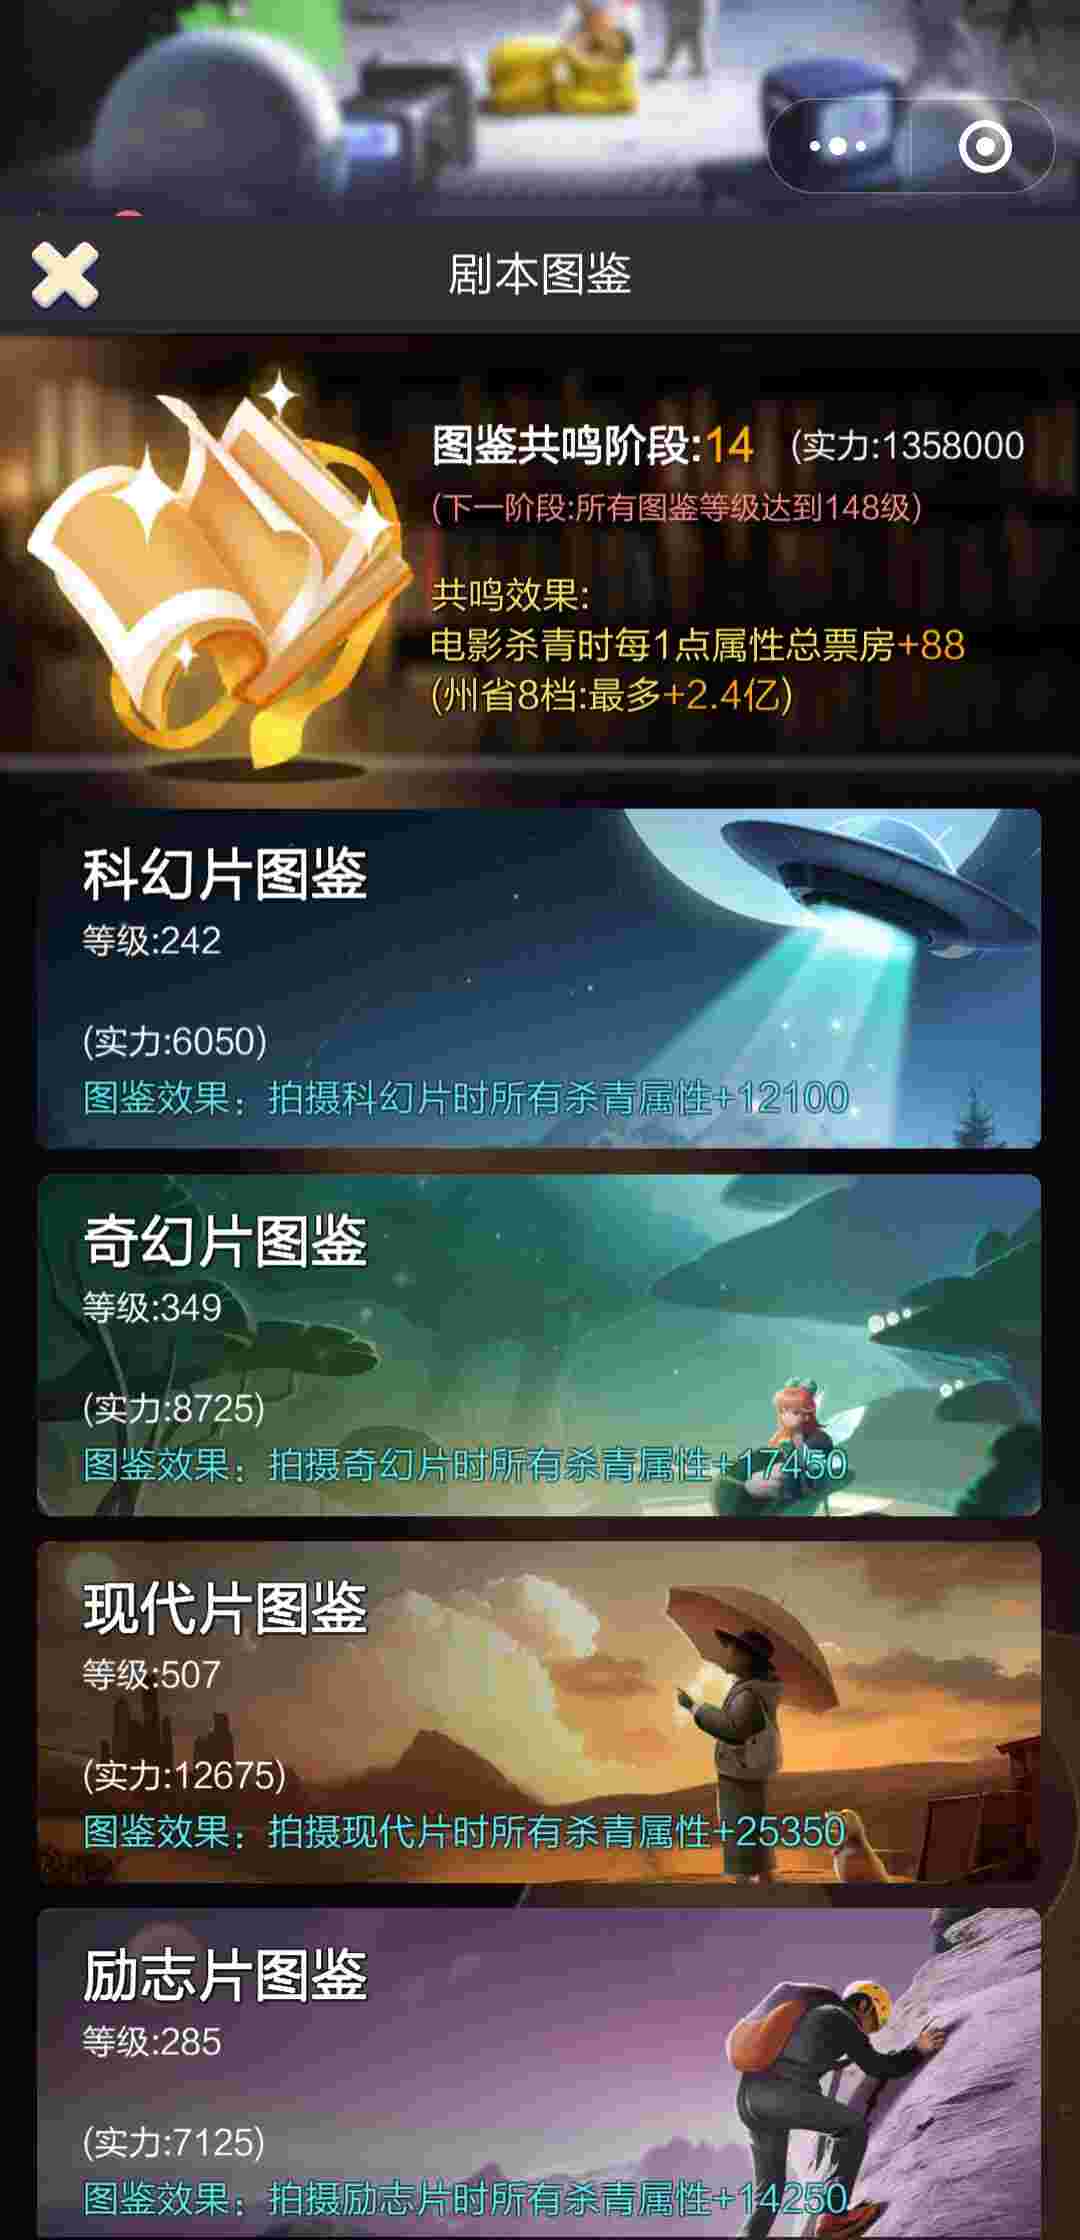 剧本图鉴
图鉴共鸣阶段:14 (实力:1358000
(下一阶段:所有图鉴等级达到148级)
共鸣效果:
电影杀青时每1点属性总票房+88
(州省8档:最多+2.4亿)
科幻片图鉴
等级:242
(实力:6050)
图鉴效果：拍摄科幻片时所有杀青属性+12100
奇幻片图鉴
等级:349
(实力:8725)
图鉴效果：拍摄奇幻片时所有杀青属性+17450
现代片图鉴
等级:507
(实力:12675)
图鉴效果：拍摄现代片时所有杀青属性+25350
励志片图鉴
等级:285
(实力:7125)
图鉴效果：拍摄励志片时所有杀青属性+14250